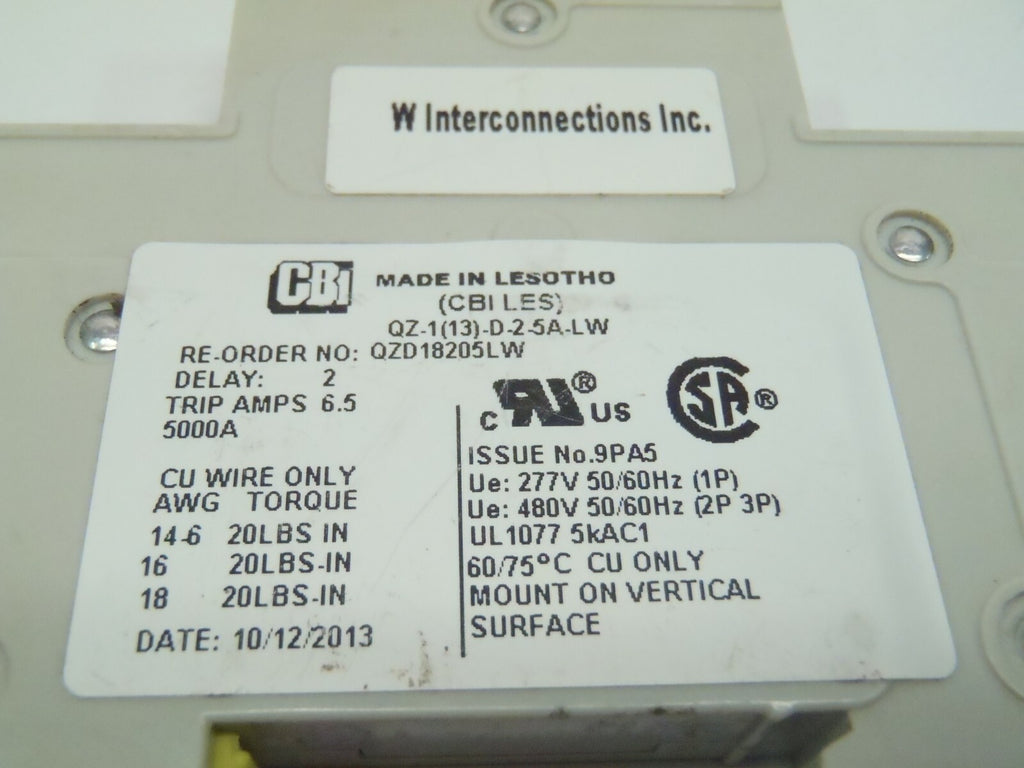 W Interconnections Inc.
CBi MADE IN LESOTHO
(CBI LES)
QZ-1(13)-D-2-5A-LW
RE-ORDER NO: QZD18205LW
DELAY: 2
TRIP AMPS 6.5
5000A
CU WIRE ONLY
AWG TORQUE
14-6 20LBS IN
16 20LBS-IN
18 20LBS-IN
DATE: 10/12/2013
C RU® US CSA®
ISSUE No.9PA5
Ue: 277V 50/60Hz (1P)
Ue: 480V 50/60Hz (2P 3P)
UL1077 5kAC1
60/75°C CU ONLY
MOUNT ON VERTICAL
SURFACE